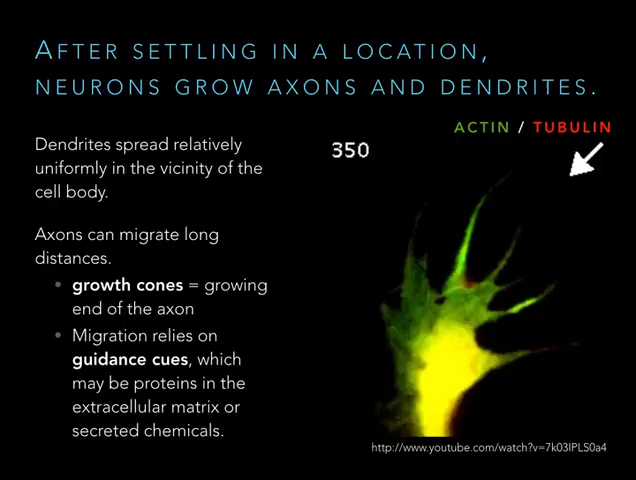 AFTER SETTLING IN A LOCATION,
NEURONS GROW AXONS AND DENDRITES.
ACTIN / TUBULIN
Dendrites spread relatively
uniformly in the vicinity of the
cell body.
350
Axons can migrate long
distances.
• growth cones = growing
end of the axon
• Migration relies on
guidance cues, which
may be proteins in the
extracellular matrix or
secreted chemicals.
http://www.youtube.com/watch?v=7k03IPLS0a4